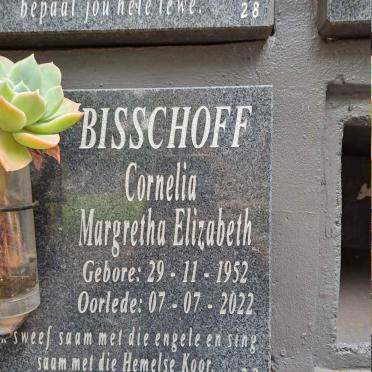 bepaal jou hele lewe.
28
BISSCHOFF
Cornelia
Margretha Elizabeth
Gebore: 29 - 11 - 1952
Oorlede: 07 - 07 - 2022
sweef saam met die engele en sing
saam met die Hemelse Koor